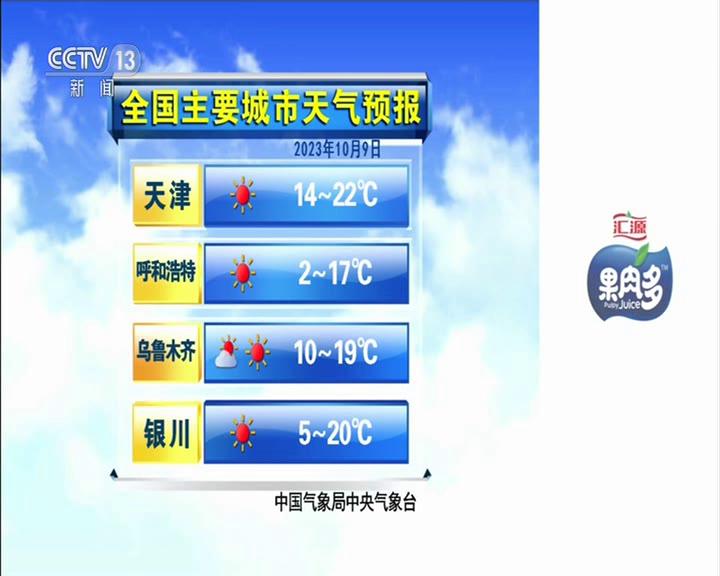 CCTV 13
新闻
全国主要城市天气预报
2023年10月9日
天津 14~22℃
呼和浩特 2~17℃
乌鲁木齐 10~19℃
银川 5~20℃
中国气象局中央气象台
汇源
果肉多™
Pulpy Juice